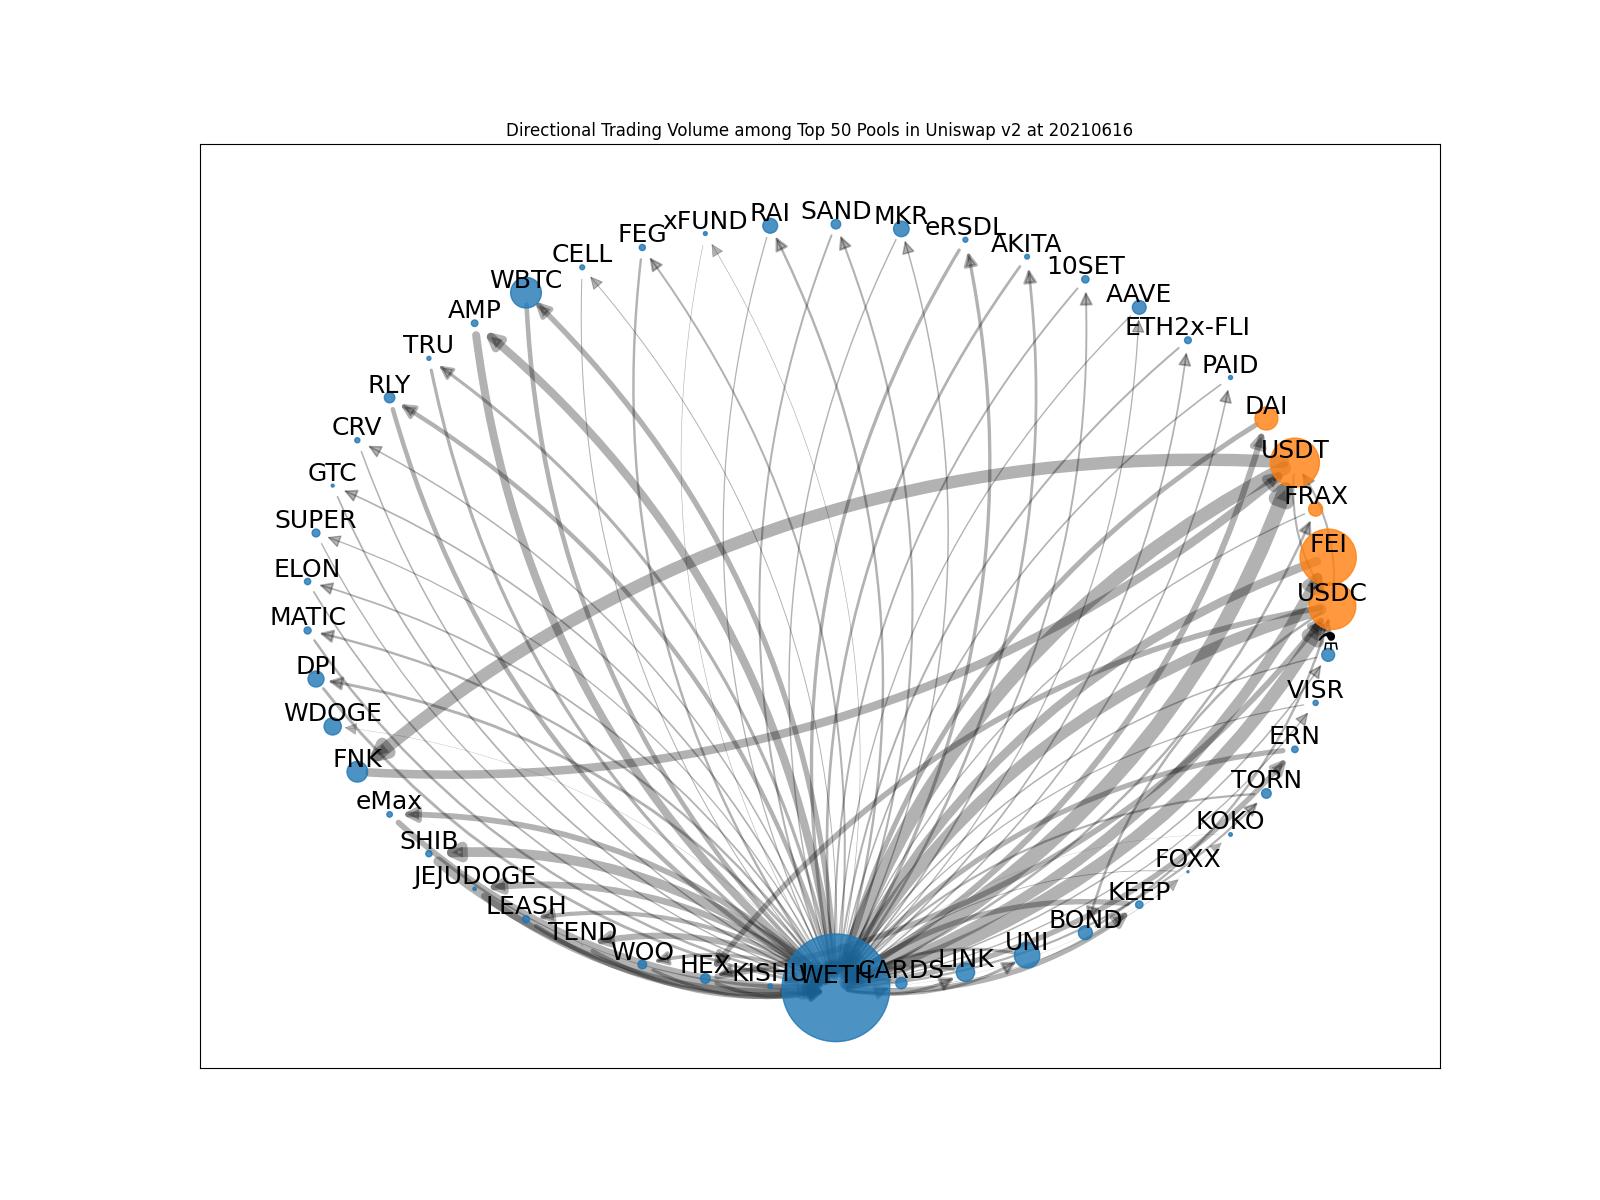 Directional Trading Volume among Top 50 Pools in Uniswap v2 at 20210616
RAI
SAND
MKR
xFUND
eRSDL
FEG
AKITA
CELL
10SET
WBTC
AAVE
AMP
ETH2x-FLI
TRU
PAID
RLY
DAI
CRV
USDT
GTC
FRAX
SUPER
FEI
ELON
USDC
MATIC
⚗
DPI
VISR
WDOGE
ERN
FNK
TORN
eMax
KOKO
SHIB
FOXX
JEJUDOGE
KEEP
LEASH
BOND
TEND
UNI
WOO
LINK
HEX
KISHU
WETH
CARDS